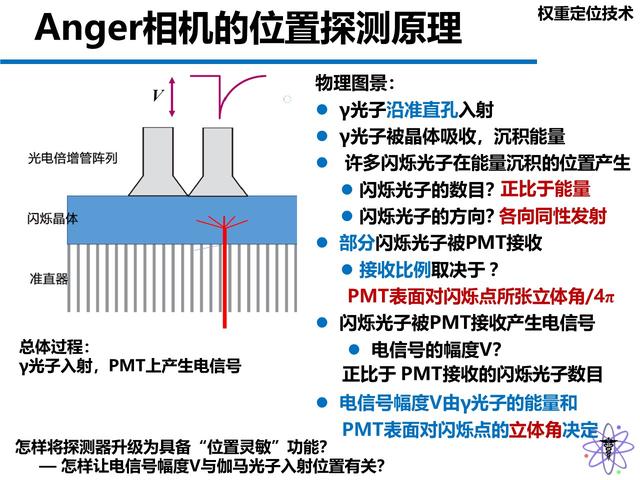 Anger相机的位置探测原理
权重定位技术
V
光电倍增管阵列
闪烁晶体
准直器
总体过程：
γ光子入射，PMT上产生电信号
物理图景：
γ光子沿准直孔入射
γ光子被晶体吸收，沉积能量
许多闪烁光子在能量沉积的位置产生
闪烁光子的数目? 正比于能量
闪烁光子的方向? 各向同性发射
部分闪烁光子被PMT接收
接收比例取决于？
PMT表面对闪烁点所张立体角/4π
闪烁光子被PMT接收产生电信号
电信号的幅度V?
正比于 PMT接收的闪烁光子数目
电信号幅度V由γ光子的能量和
PMT表面对闪烁点的立体角决定
怎样将探测器升级为具备“位置灵敏”功能?
— 怎样让电信号幅度V与伽马光子入射位置有关?